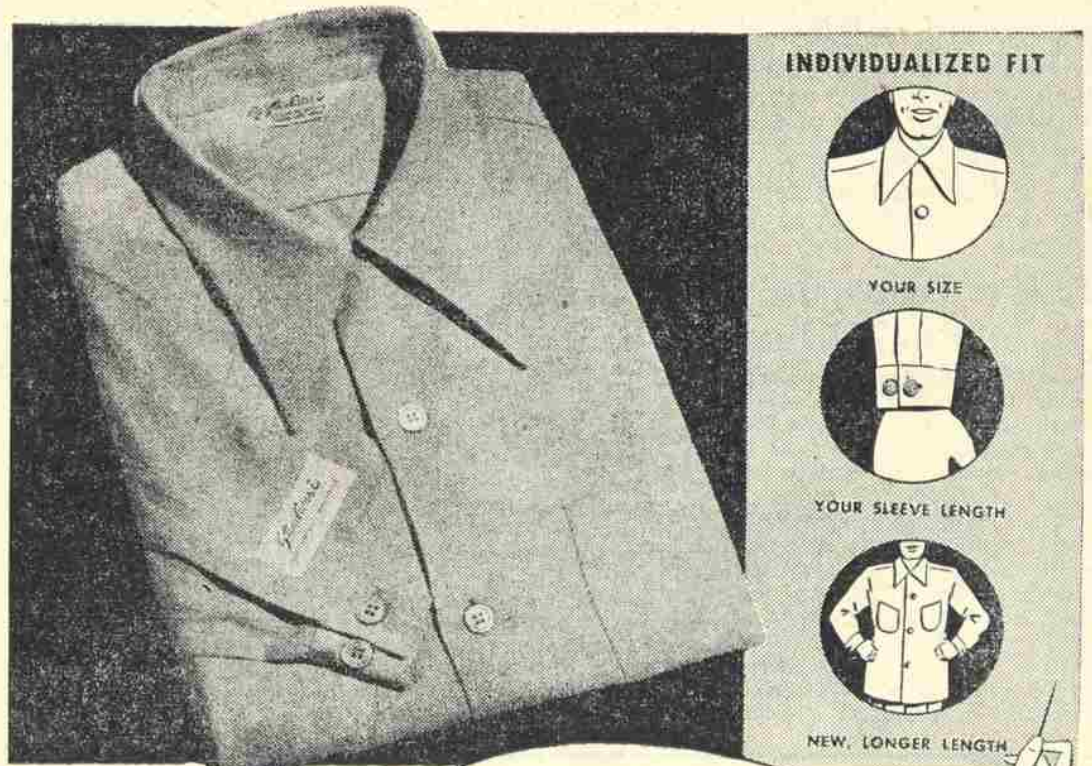 INDIVIDUALIZED FIT
YOUR SIZE
YOUR SLEEVE LENGTH
NEW, LONGER LENGTH